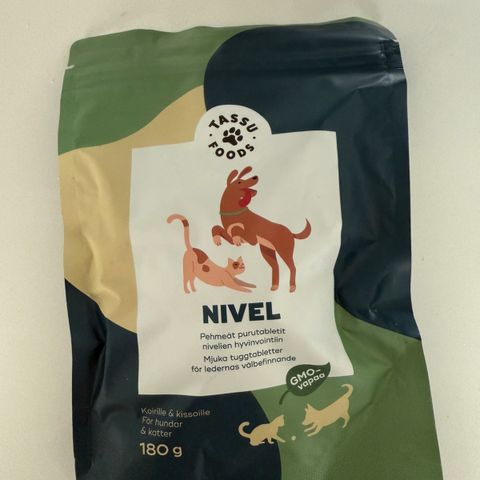 TASSU
FOODS
NIVEL
Pehmeät purutabletit
nivelien hyvinvointiin
Mjuka tuggtabletter
för ledernas välbefinnande
GMO-
vapaa
Koirille & kissoille
För hundar
& katter
180 g